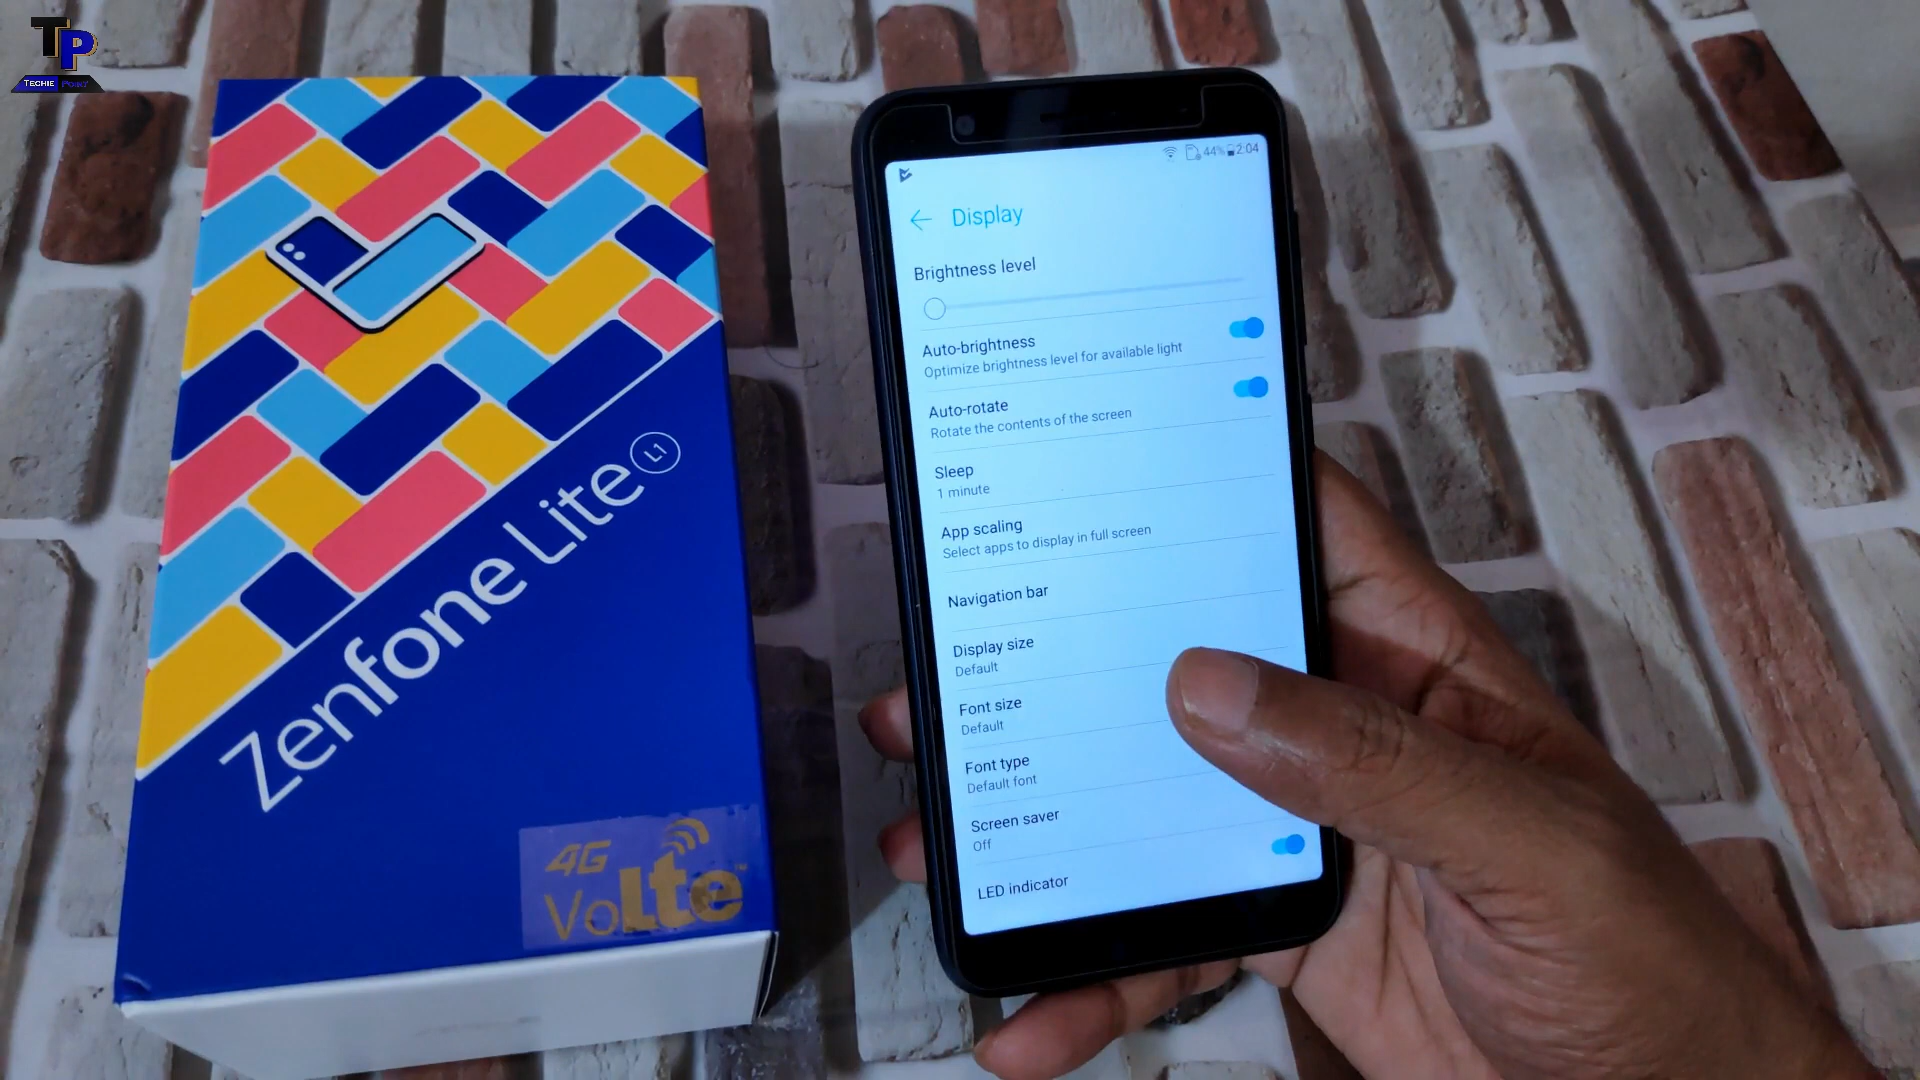 TP
TECHIE POINT
Zenfone Lite L1
4G
VoLte™
44% 2:04
Display
Brightness level
Auto-brightness
Optimize brightness level for available light
Auto-rotate
Rotate the contents of the screen
Sleep
1 minute
App scaling
Select apps to display in full screen
Navigation bar
Display size
Default
Font size
Default
Font type
Default font
Screen saver
Off
LED indicator